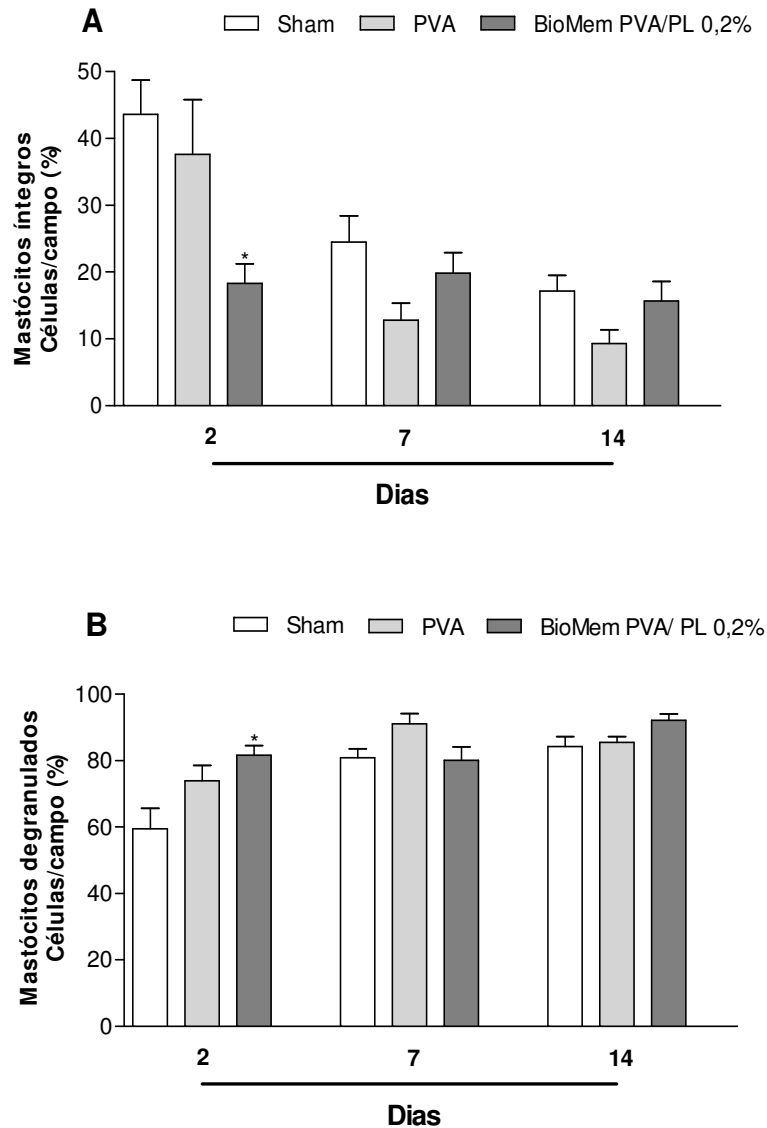 A
Sham PVA BioMem PVA/PL 0,2%
Mastócitos íntegros
Células/campo (%)
50
40
30
20
10
0
*
2 7 14
Dias
B
Sham PVA BioMem PVA/ PL 0,2%
Mastócitos degranulados
Células/campo (%)
100
80
60
40
20
0
*
2 7 14
Dias